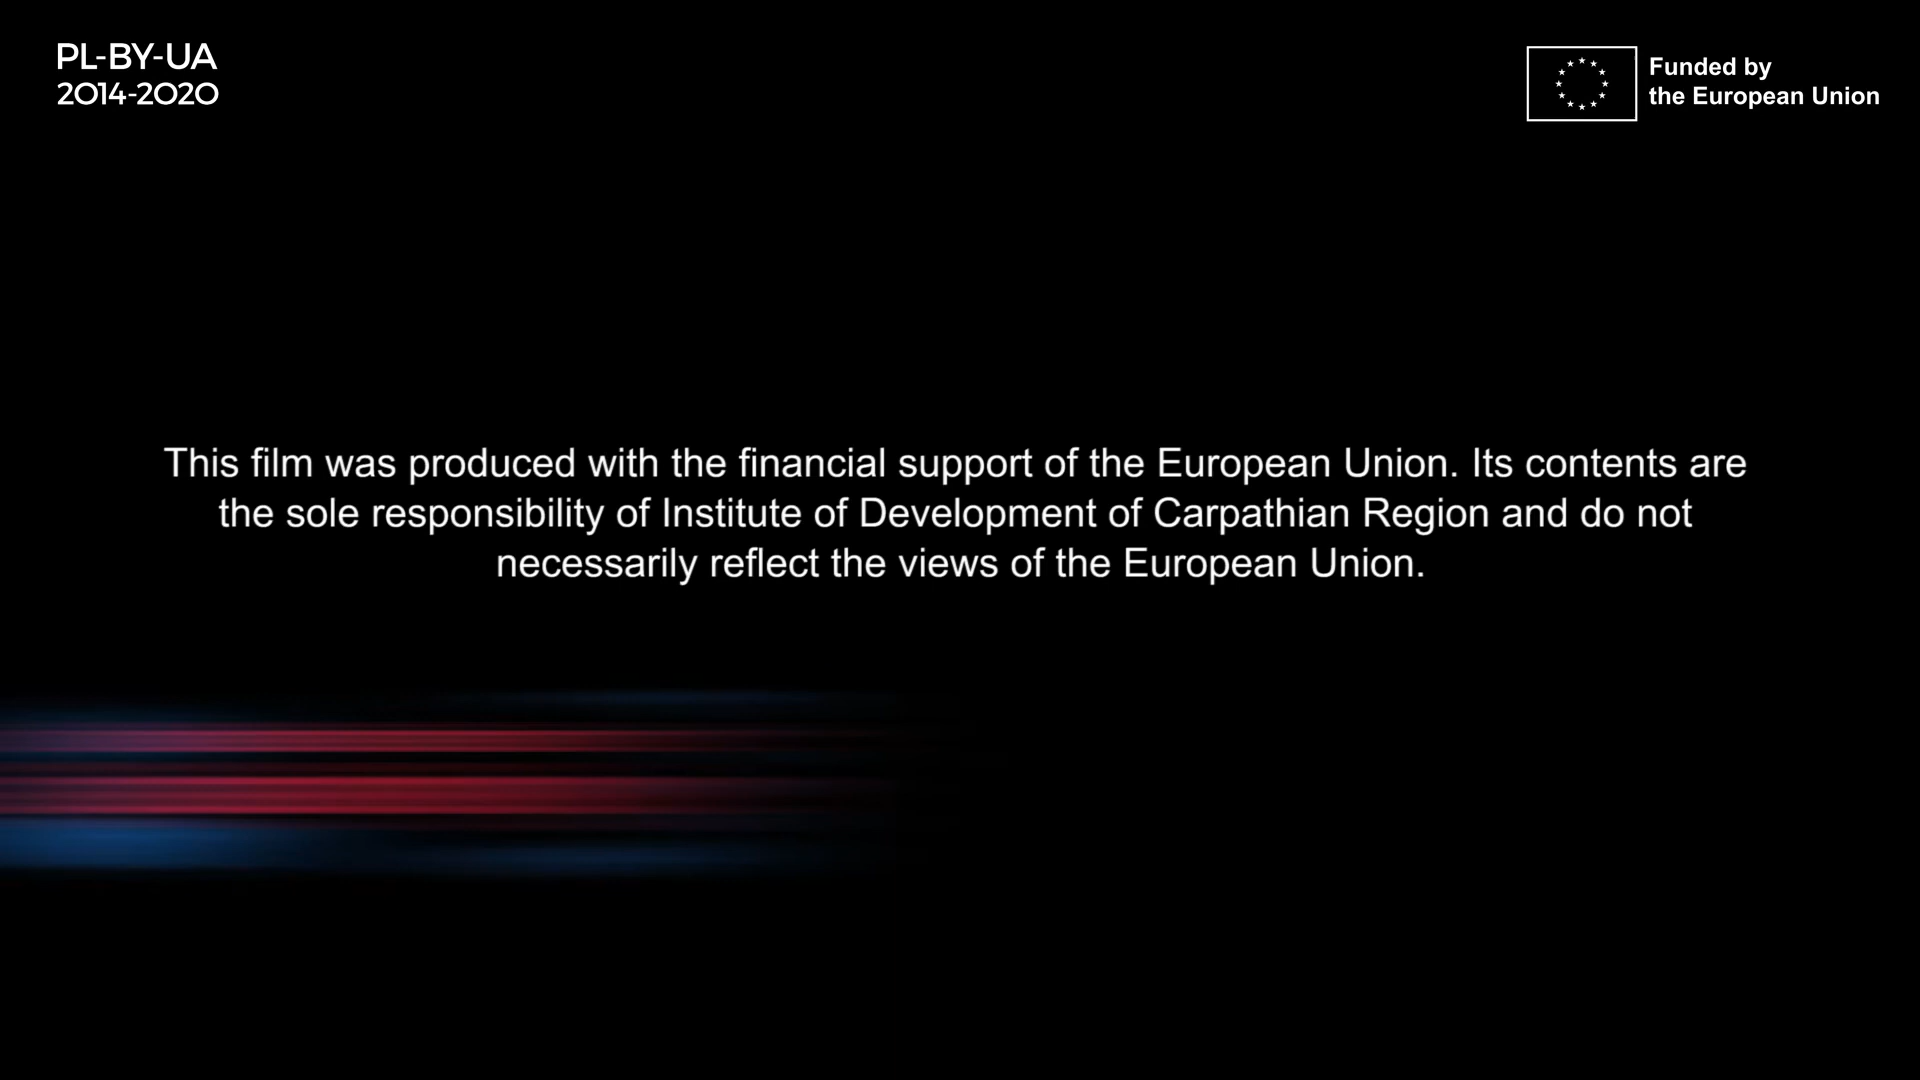 PL-BY-UA
2014-2020
Funded by
the European Union
This film was produced with the financial support of the European Union. Its contents are
the sole responsibility of Institute of Development of Carpathian Region and do not
necessarily reflect the views of the European Union.